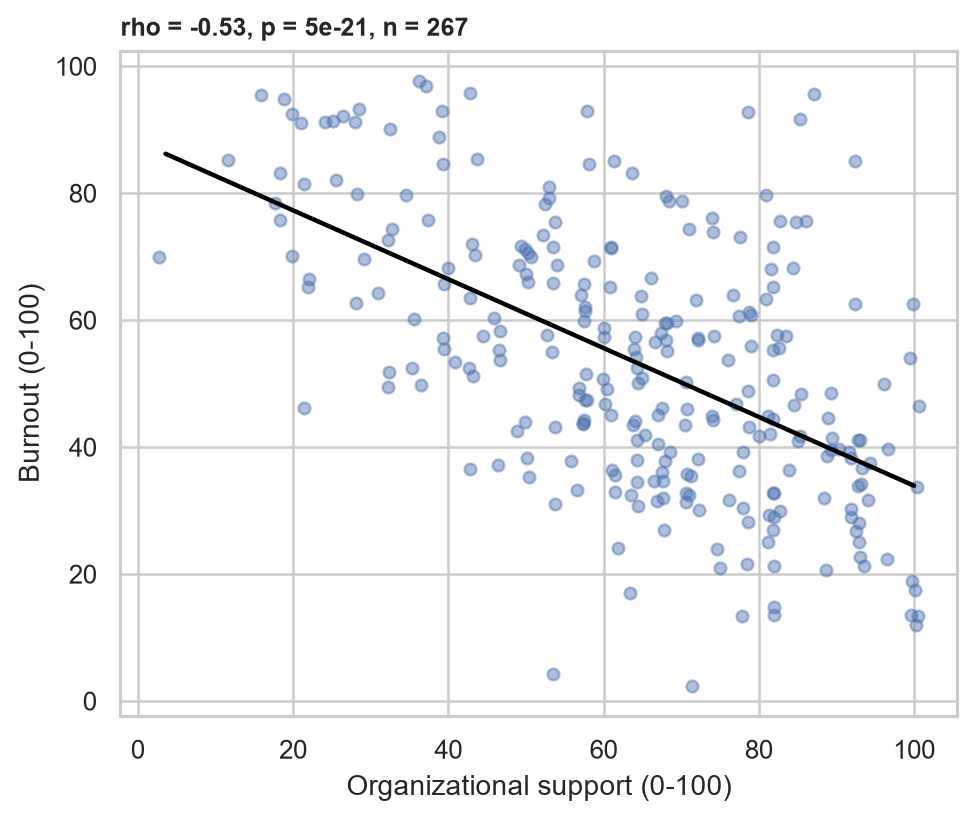 rho = -0.53, p = 5e-21, n = 267
100
80
60
40
20
0
Burnout (0-100)
0 20 40 60 80 100
Organizational support (0-100)